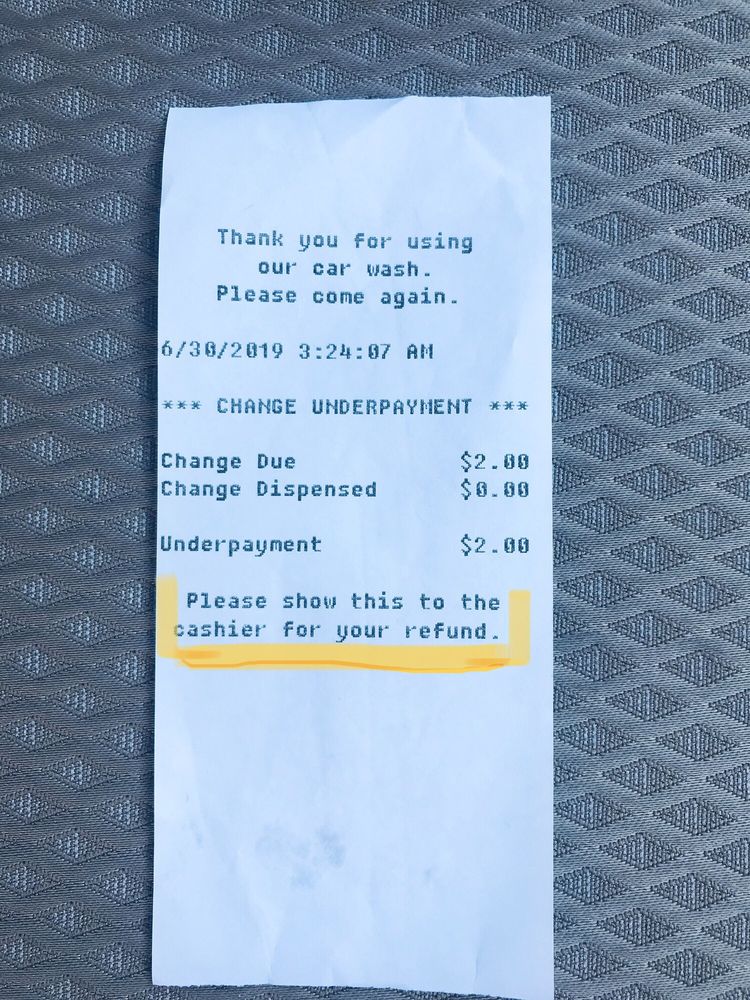 Thank you for using
our car wash.
Please come again.
6/30/2019 3:24:07 AM
*** CHANGE UNDERPAYMENT ***
Change Due $2.00
Change Dispensed $0.00
Underpayment $2.00
Please show this to the
cashier for your refund.